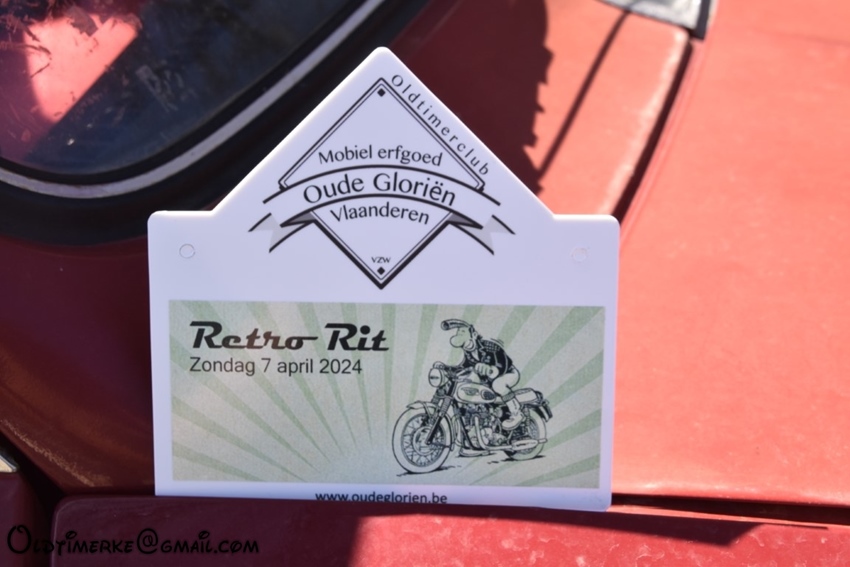 Oldtimerclub
Mobiel erfgoed
Oude Gloriën
Vlaanderen
VZW
Retro Rit
Zondag 7 april 2024
www.oudeglorien.be
Oldtimerke@gmail.com